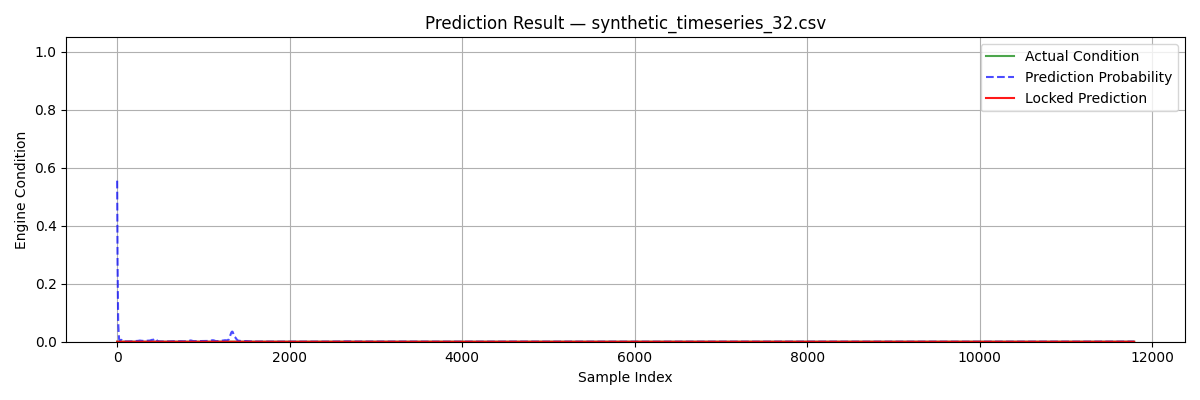 Prediction Result — synthetic_timeseries_32.csv
1.0
0.8
0.6
0.4
0.2
0.0
Engine Condition
Actual Condition
Prediction Probability
Locked Prediction
0 2000 4000 6000 8000 10000 12000
Sample Index